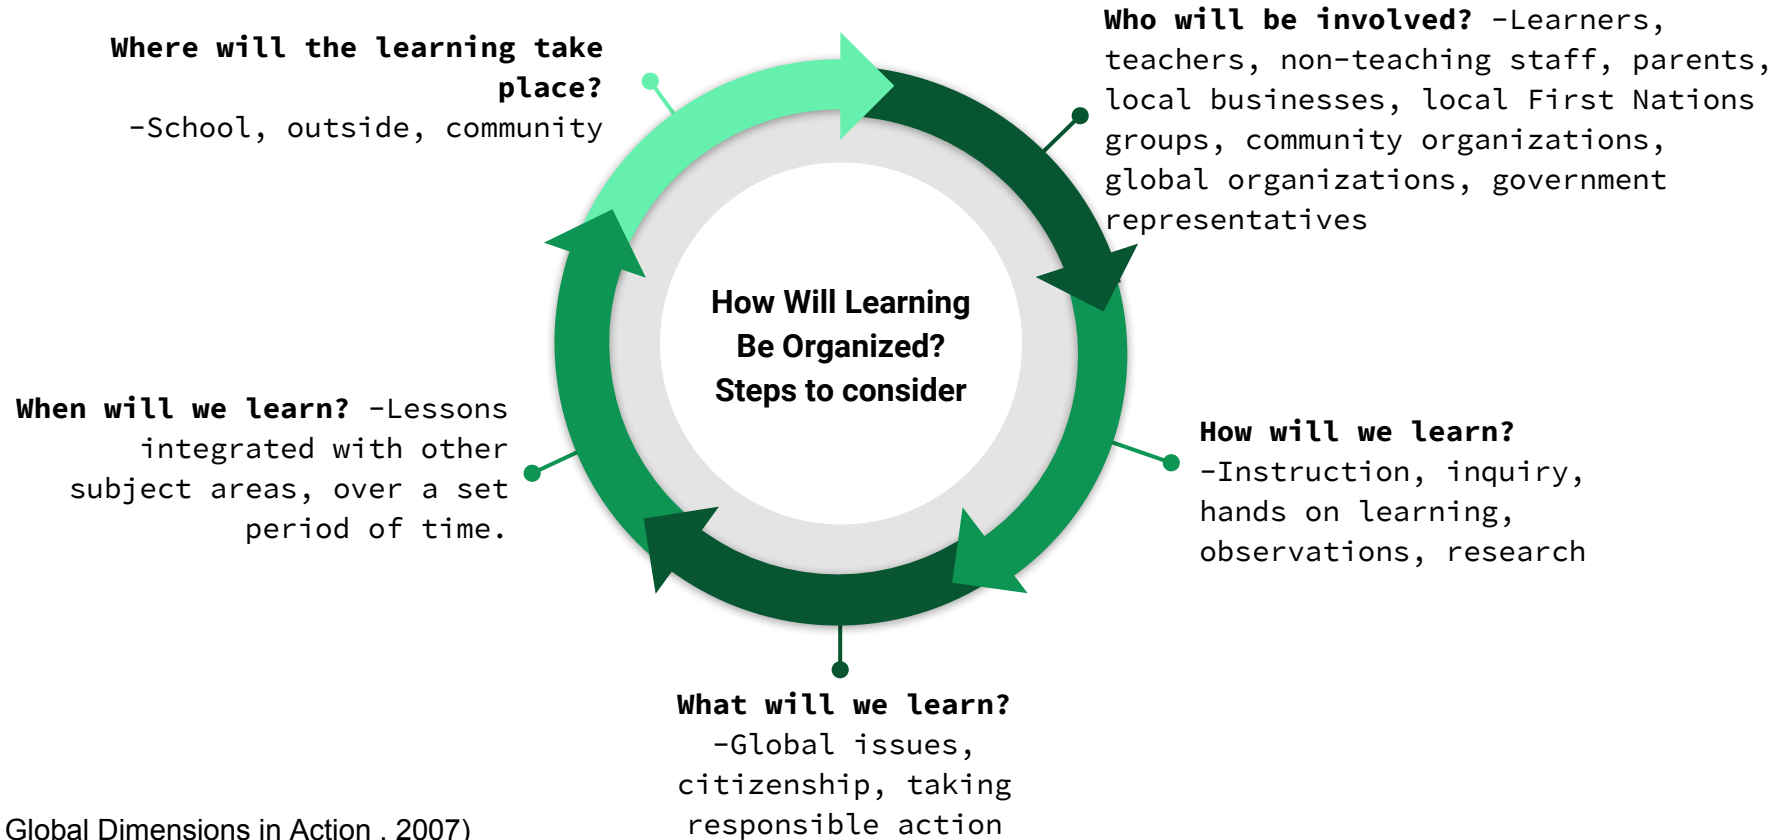 Where will the learning take
place?
-School, outside, community
Who will be involved? -Learners,
teachers, non-teaching staff, parents,
local businesses, local First Nations
groups, community organizations,
global organizations, government
representatives
How Will Learning
Be Organized?
Steps to consider
How will we learn?
-Instruction, inquiry,
hands on learning,
observations, research
What will we learn?
-Global issues,
citizenship, taking
responsible action
When will we learn? -Lessons
integrated with other
subject areas, over a set
period of time.
Global Dimensions in Action , 2007)